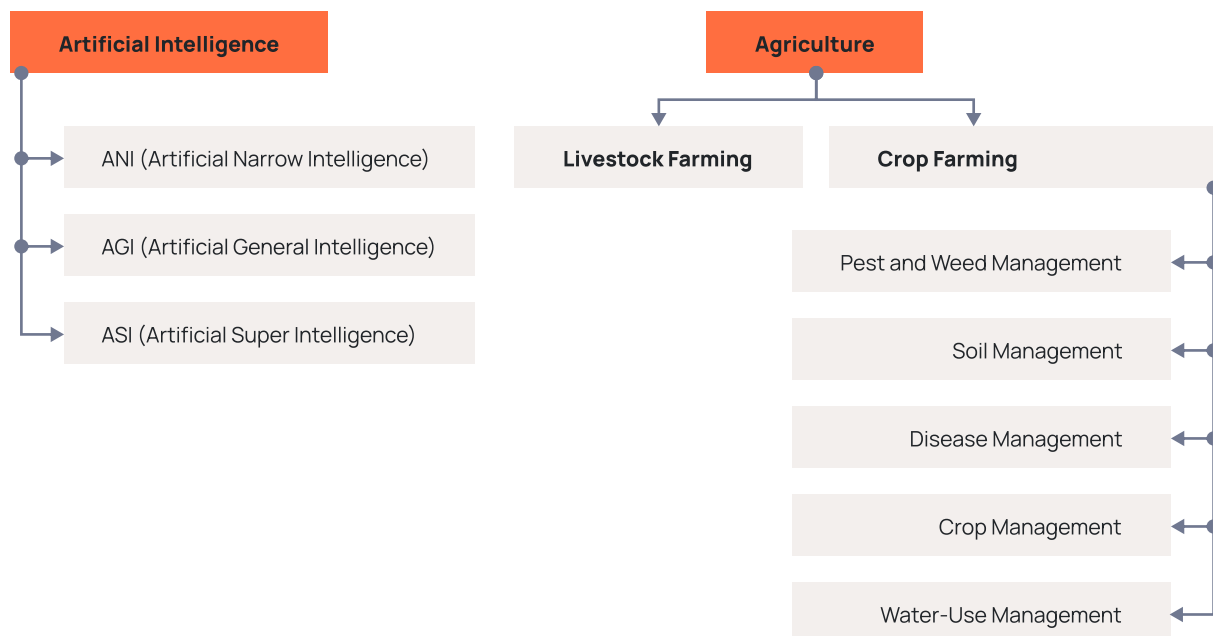 Artificial Intelligence
ANI (Artificial Narrow Intelligence)
AGI (Artificial General Intelligence)
ASI (Artificial Super Intelligence)
Agriculture
Livestock Farming
Crop Farming
Pest and Weed Management
Soil Management
Disease Management
Crop Management
Water-Use Management